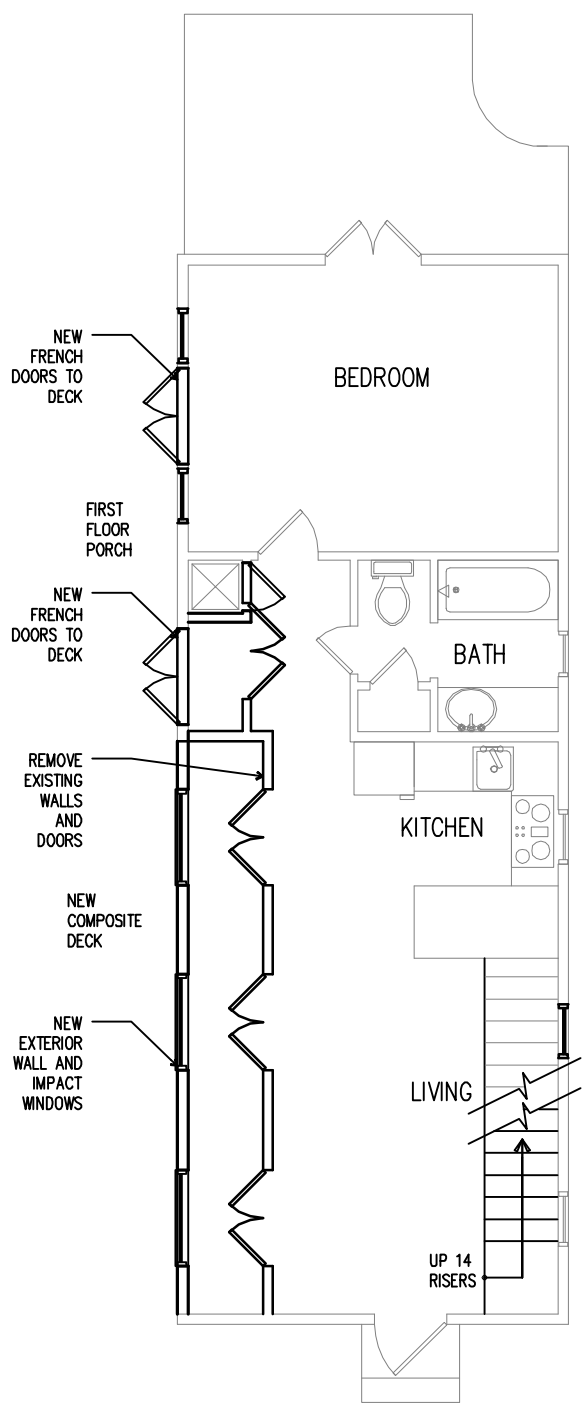 NEW
FRENCH
DOORS TO
DECK
BEDROOM
FIRST
FLOOR
PORCH
NEW
FRENCH
DOORS TO
DECK
BATH
REMOVE
EXISTING
WALLS
AND
DOORS
KITCHEN
NEW
COMPOSITE
DECK
NEW
EXTERIOR
WALL AND
IMPACT
WINDOWS
LIVING
UP 14
RISERS